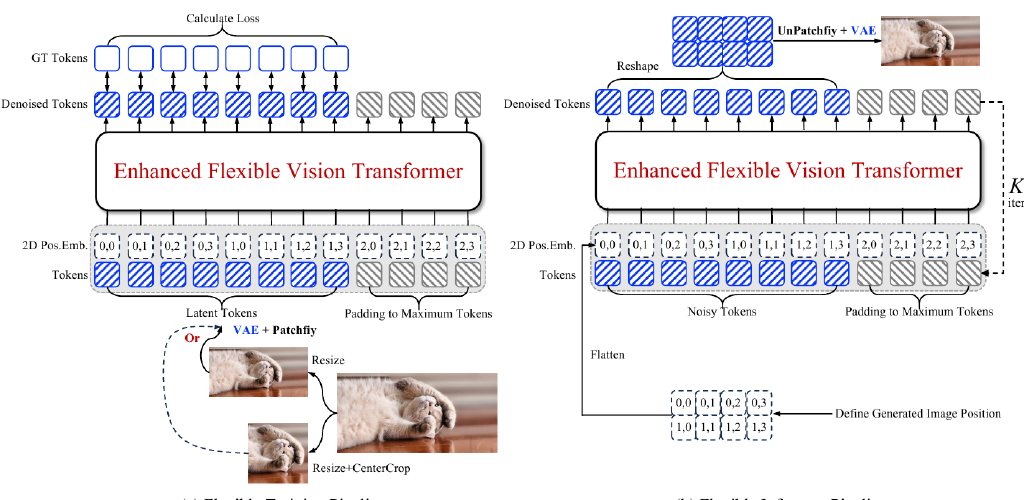 Calculate Loss
GT Tokens
Denoised Tokens
Enhanced Flexible Vision Transformer
2D Pos.Emb.
0,0 0,1 0,2 0,3 1,0 1,1 1,2 1,3 2,0 2,1 2,2 2,3
Tokens
Latent Tokens
Padding to Maximum Tokens
Or
VAE + Patchfiy
Resize
Resize+CenterCrop
UnPatchfiy + VAE
Reshape
Denoised Tokens
Enhanced Flexible Vision Transformer
K
iter
2D Pos.Emb.
0,0 0,1 0,2 0,3 1,0 1,1 1,2 1,3 2,0 2,1 2,2 2,3
Tokens
Noisy Tokens
Padding to Maximum Tokens
Flatten
0,0 0,1 0,2 0,3
1,0 1,1 1,2 1,3
Define Generated Image Position